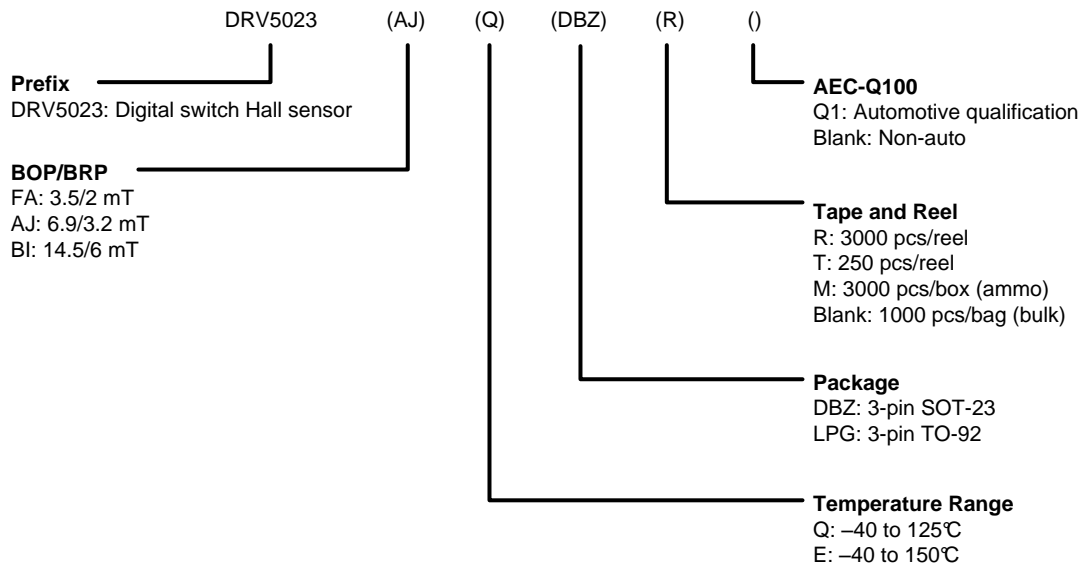 DRV5023 (AJ) (Q) (DBZ) (R) ()
Prefix
DRV5023: Digital switch Hall sensor
BOP/BRP
FA: 3.5/2 mT
AJ: 6.9/3.2 mT
BI: 14.5/6 mT
AEC-Q100
Q1: Automotive qualification
Blank: Non-auto
Tape and Reel
R: 3000 pcs/reel
T: 250 pcs/reel
M: 3000 pcs/box (ammo)
Blank: 1000 pcs/bag (bulk)
Package
DBZ: 3-pin SOT-23
LPG: 3-pin TO-92
Temperature Range
Q: –40 to 125℃
E: –40 to 150℃